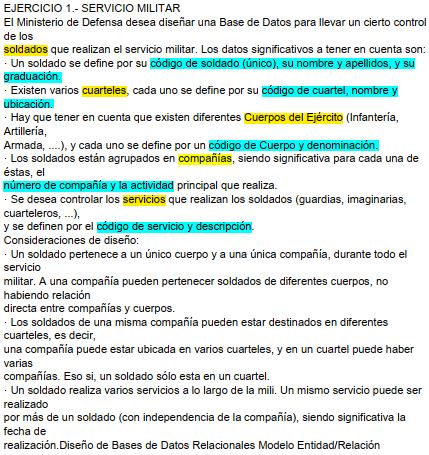 EJERCICIO 1.- SERVICIO MILITAR
El Ministerio de Defensa desea diseñar una Base de Datos para llevar un cierto control
de los
soldados que realizan el servicio militar. Los datos significativos a tener en cuenta son:
· Un soldado se define por su código de soldado (único), su nombre y apellidos, y su
graduación.
· Existen varios cuarteles, cada uno se define por su código de cuartel, nombre y
ubicación.
· Hay que tener en cuenta que existen diferentes Cuerpos del Ejército (Infantería,
Artillería,
Armada, ....), y cada uno se define por un código de Cuerpo y denominación.
· Los soldados están agrupados en compañías, siendo significativa para cada una de
éstas, el
número de compañía y la actividad principal que realiza.
· Se desea controlar los servicios que realizan los soldados (guardias, imaginarias,
cuarteleros, ...),
y se definen por el código de servicio y descripción.
Consideraciones de diseño:
· Un soldado pertenece a un único cuerpo y a una única compañía, durante todo el
servicio
militar. A una compañía pueden pertenecer soldados de diferentes cuerpos, no
habiendo relación
directa entre compañías y cuerpos.
· Los soldados de una misma compañía pueden estar destinados en diferentes
cuarteles, es decir,
una compañía puede estar ubicada en varios cuarteles, y en un cuartel puede haber
varias
compañías. Eso si, un soldado sólo esta en un cuartel.
· Un soldado realiza varios servicios a lo largo de la mili. Un mismo servicio puede ser
realizado
por más de un soldado (con independencia de la compañía), siendo significativa la
fecha de
realización.Diseño de Bases de Datos Relacionales Modelo Entidad/Relación